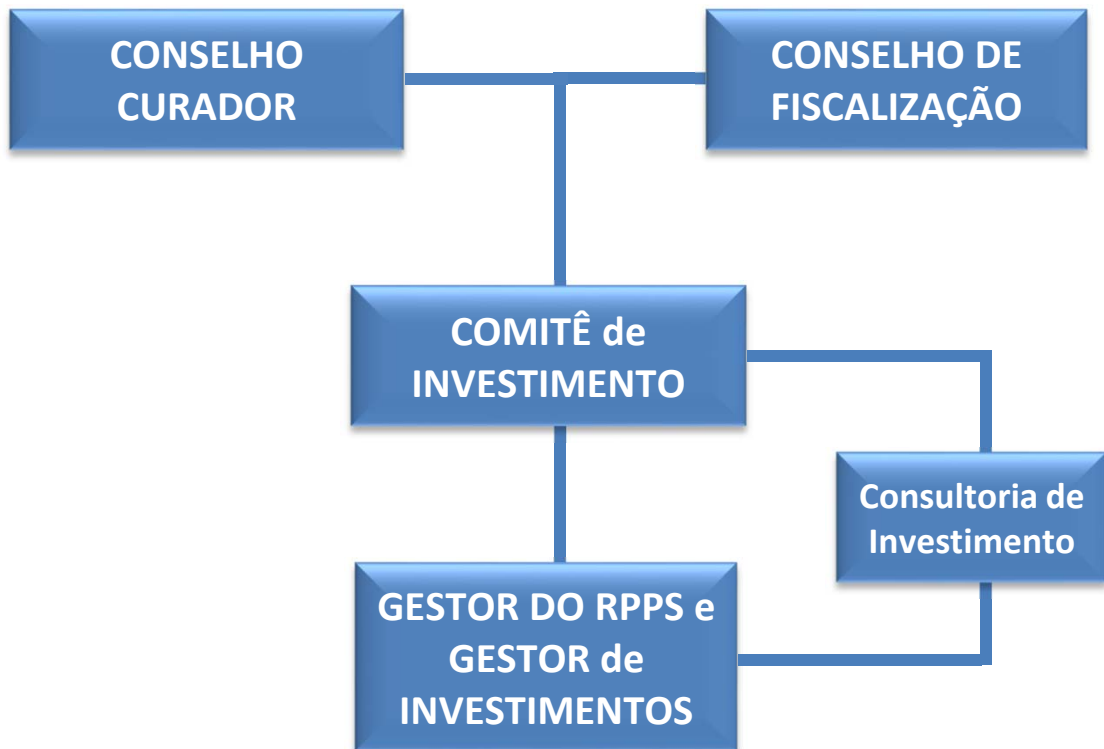 CONSELHO
CURADOR
CONSELHO DE
FISCALIZAÇÃO
COMITÊ de
INVESTIMENTO
Consultoria de
Investimento
GESTOR DO RPPS e
GESTOR de
INVESTIMENTOS